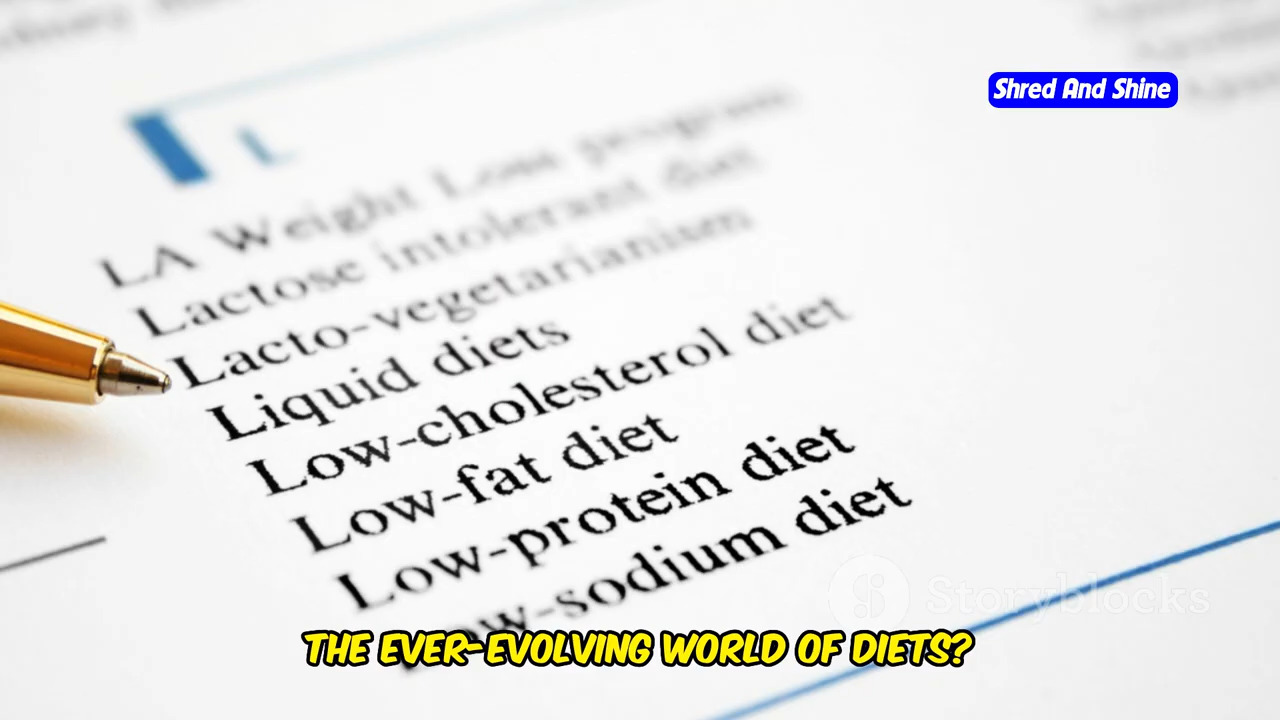 Shred And Shine
L
LA Weight Loss program
Lactose intolerant diet
Lacto-vegetarianism
Liquid diets
Low-cholesterol diet
Low-fat diet
Low-protein diet
Low-sodium diet
Storyblocks
THE EVER-EVOLVING WORLD OF DIETS?